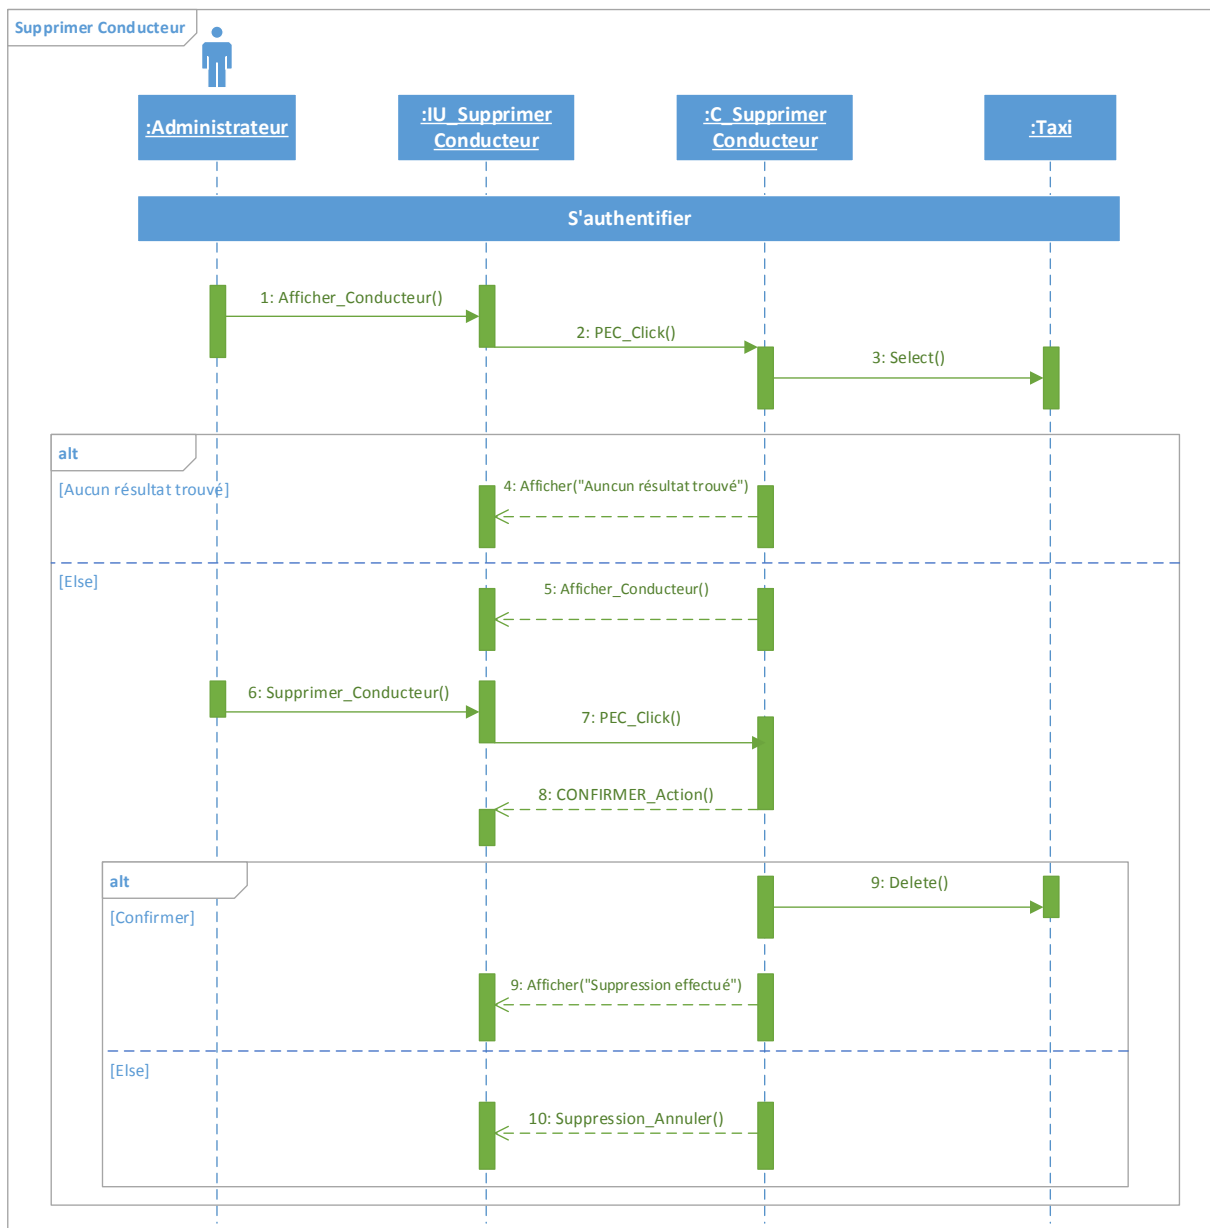 Supprimer Conducteur
:Administrateur
:IU_Supprimer
Conducteur
:C_Supprimer
Conducteur
:Taxi
S'authentifier
1: Afficher_Conducteur()
2: PEC_Click()
3: Select()
alt
[Aucun résultat trouvé]
4: Afficher("Auncun résultat trouvé")
[Else]
5: Afficher_Conducteur()
6: Supprimer_Conducteur()
7: PEC_Click()
8: CONFIRMER_Action()
alt
9: Delete()
[Confirmer]
9: Afficher("Suppression effectué")
[Else]
10: Suppression_Annuler()